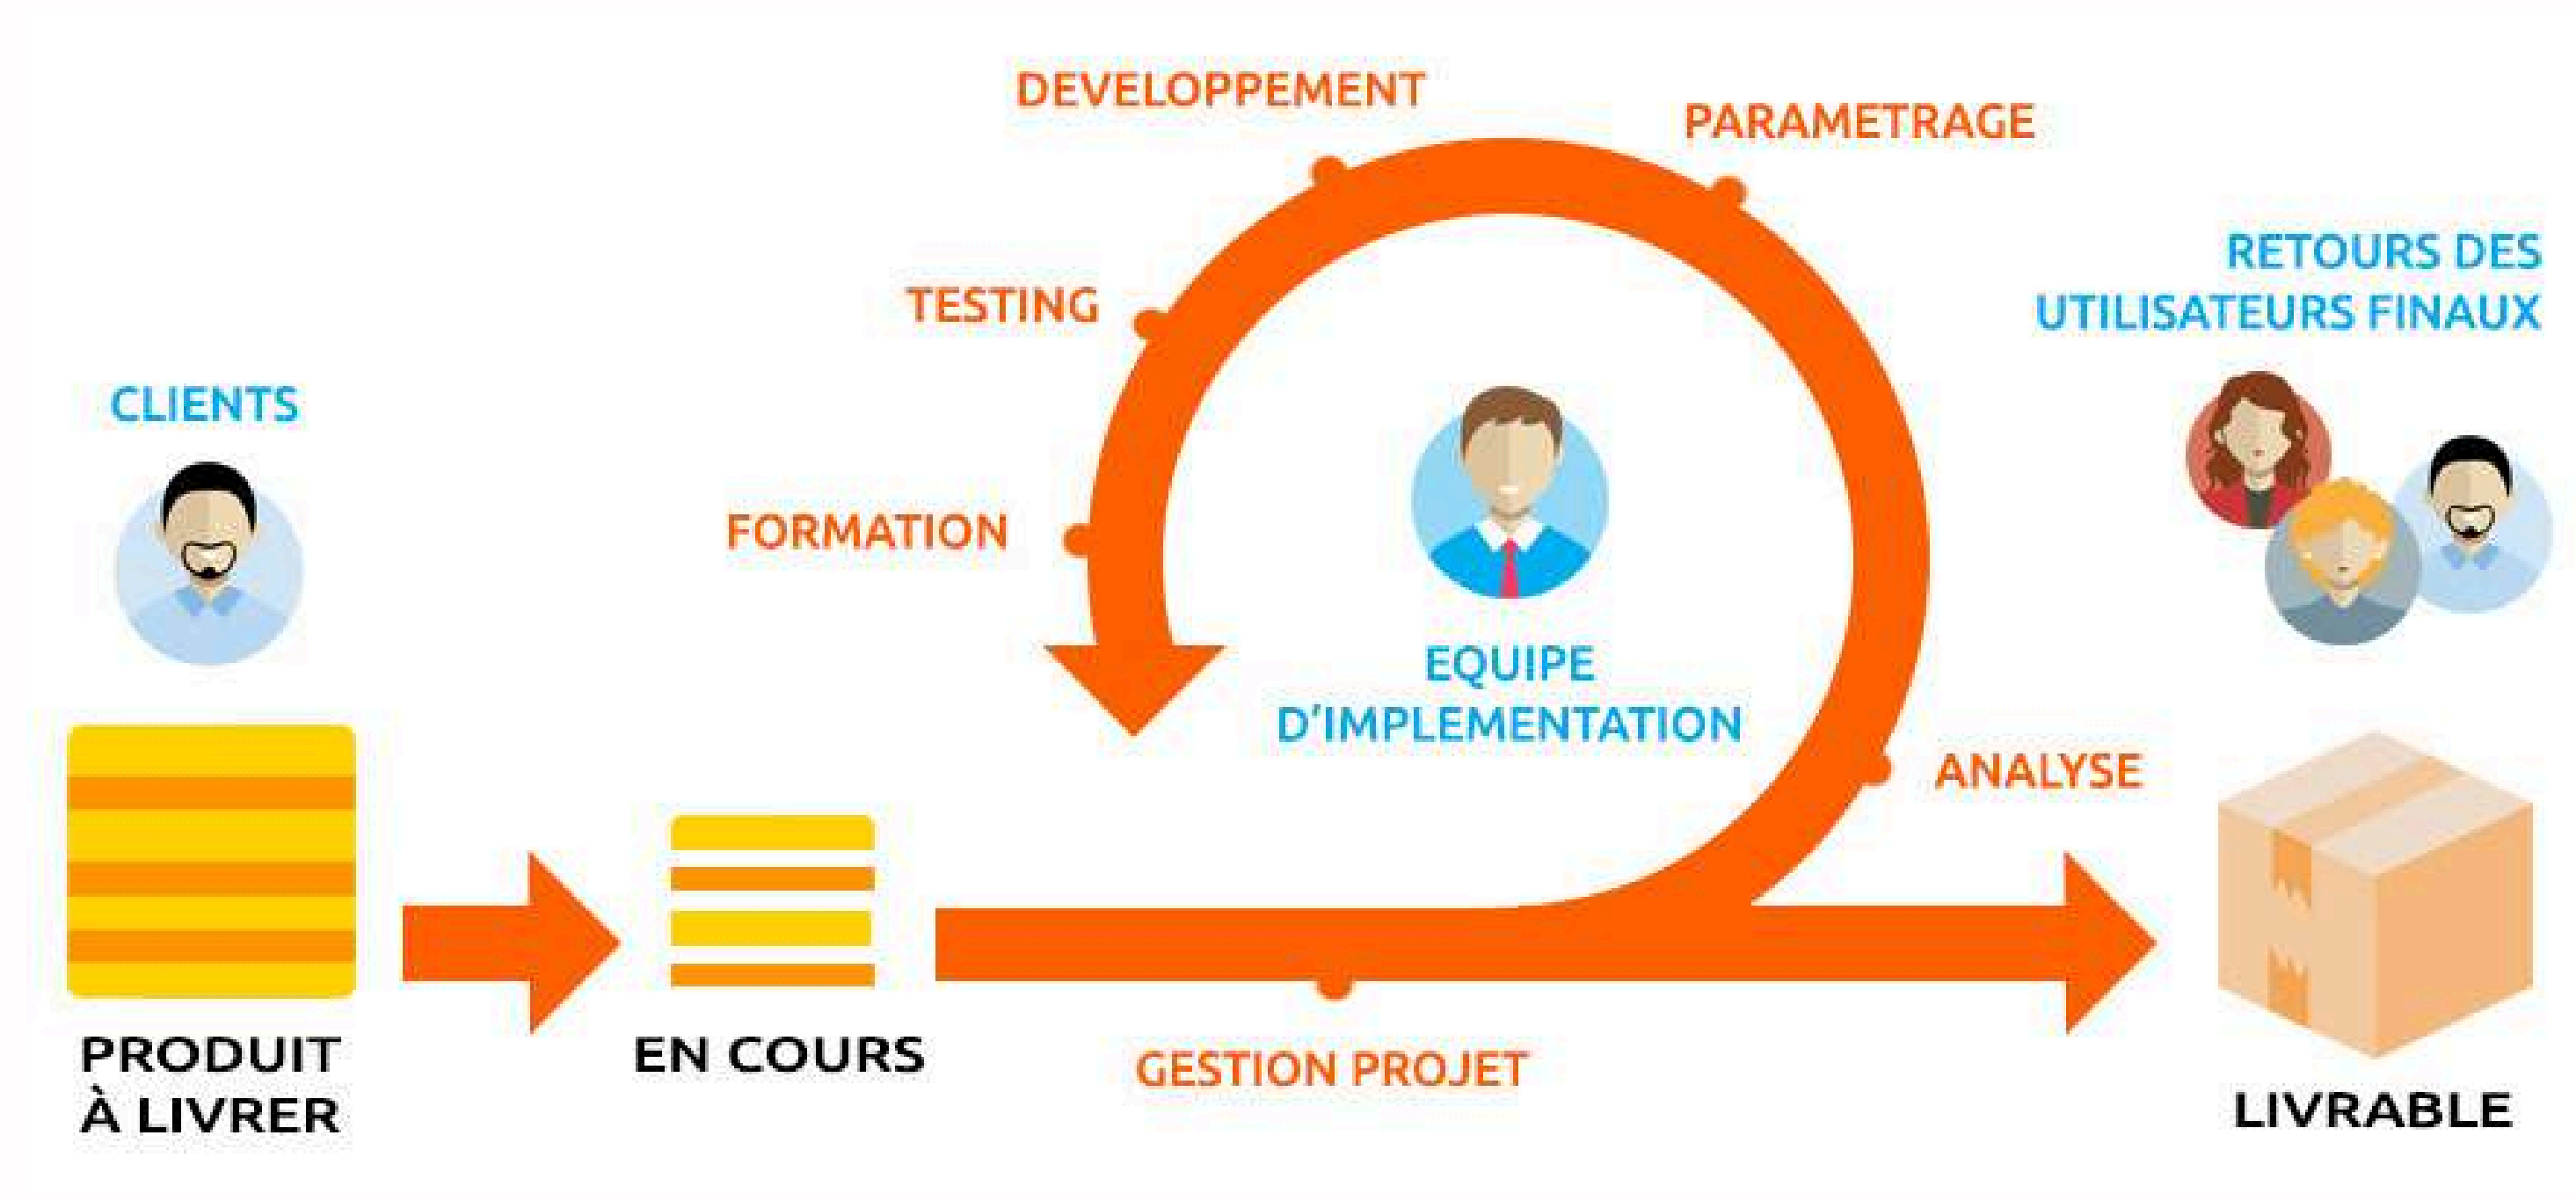 DEVELOPPEMENT
PARAMETRAGE
RETOURS DES
UTILISATEURS FINAUX
TESTING
CLIENTS
FORMATION
EQUIPE
D'IMPLEMENTATION
ANALYSE
PRODUIT
À LIVRER
EN COURS
GESTION PROJET
LIVRABLE